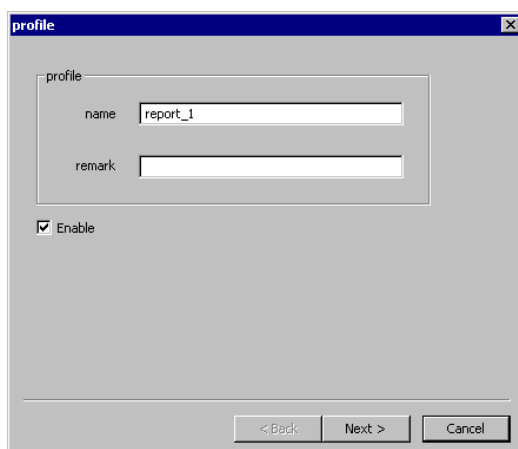 profile
profile
name report_1
remark
Enable
< Back Next > Cancel